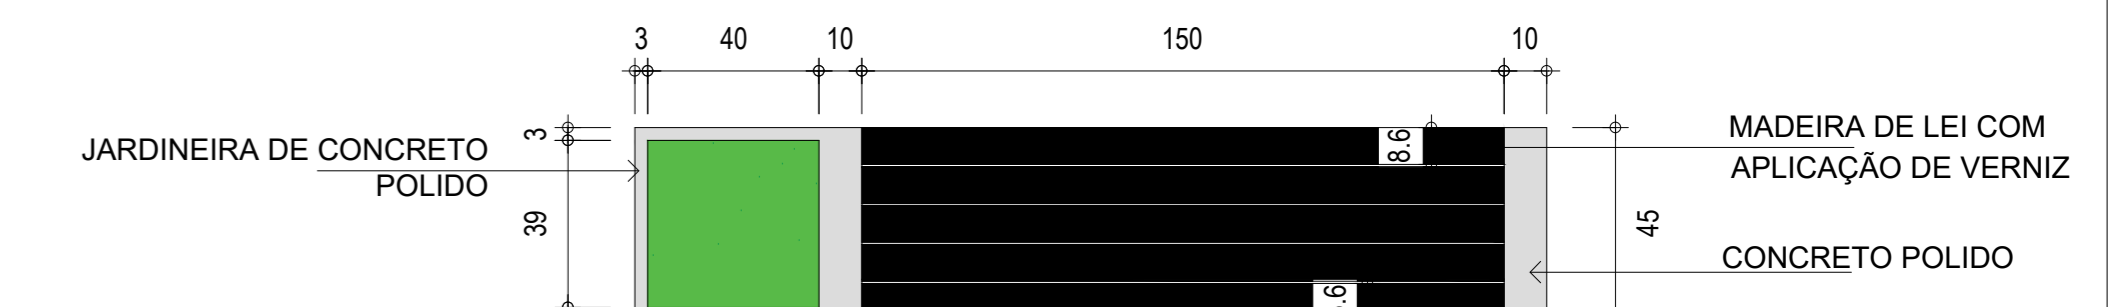 3 40 10 150 10
3
JARDINEIRA DE CONCRETO
POLIDO
39
8.6
MADEIRA DE LEI COM
APLICAÇÃO DE VERNIZ
45
CONCRETO POLIDO